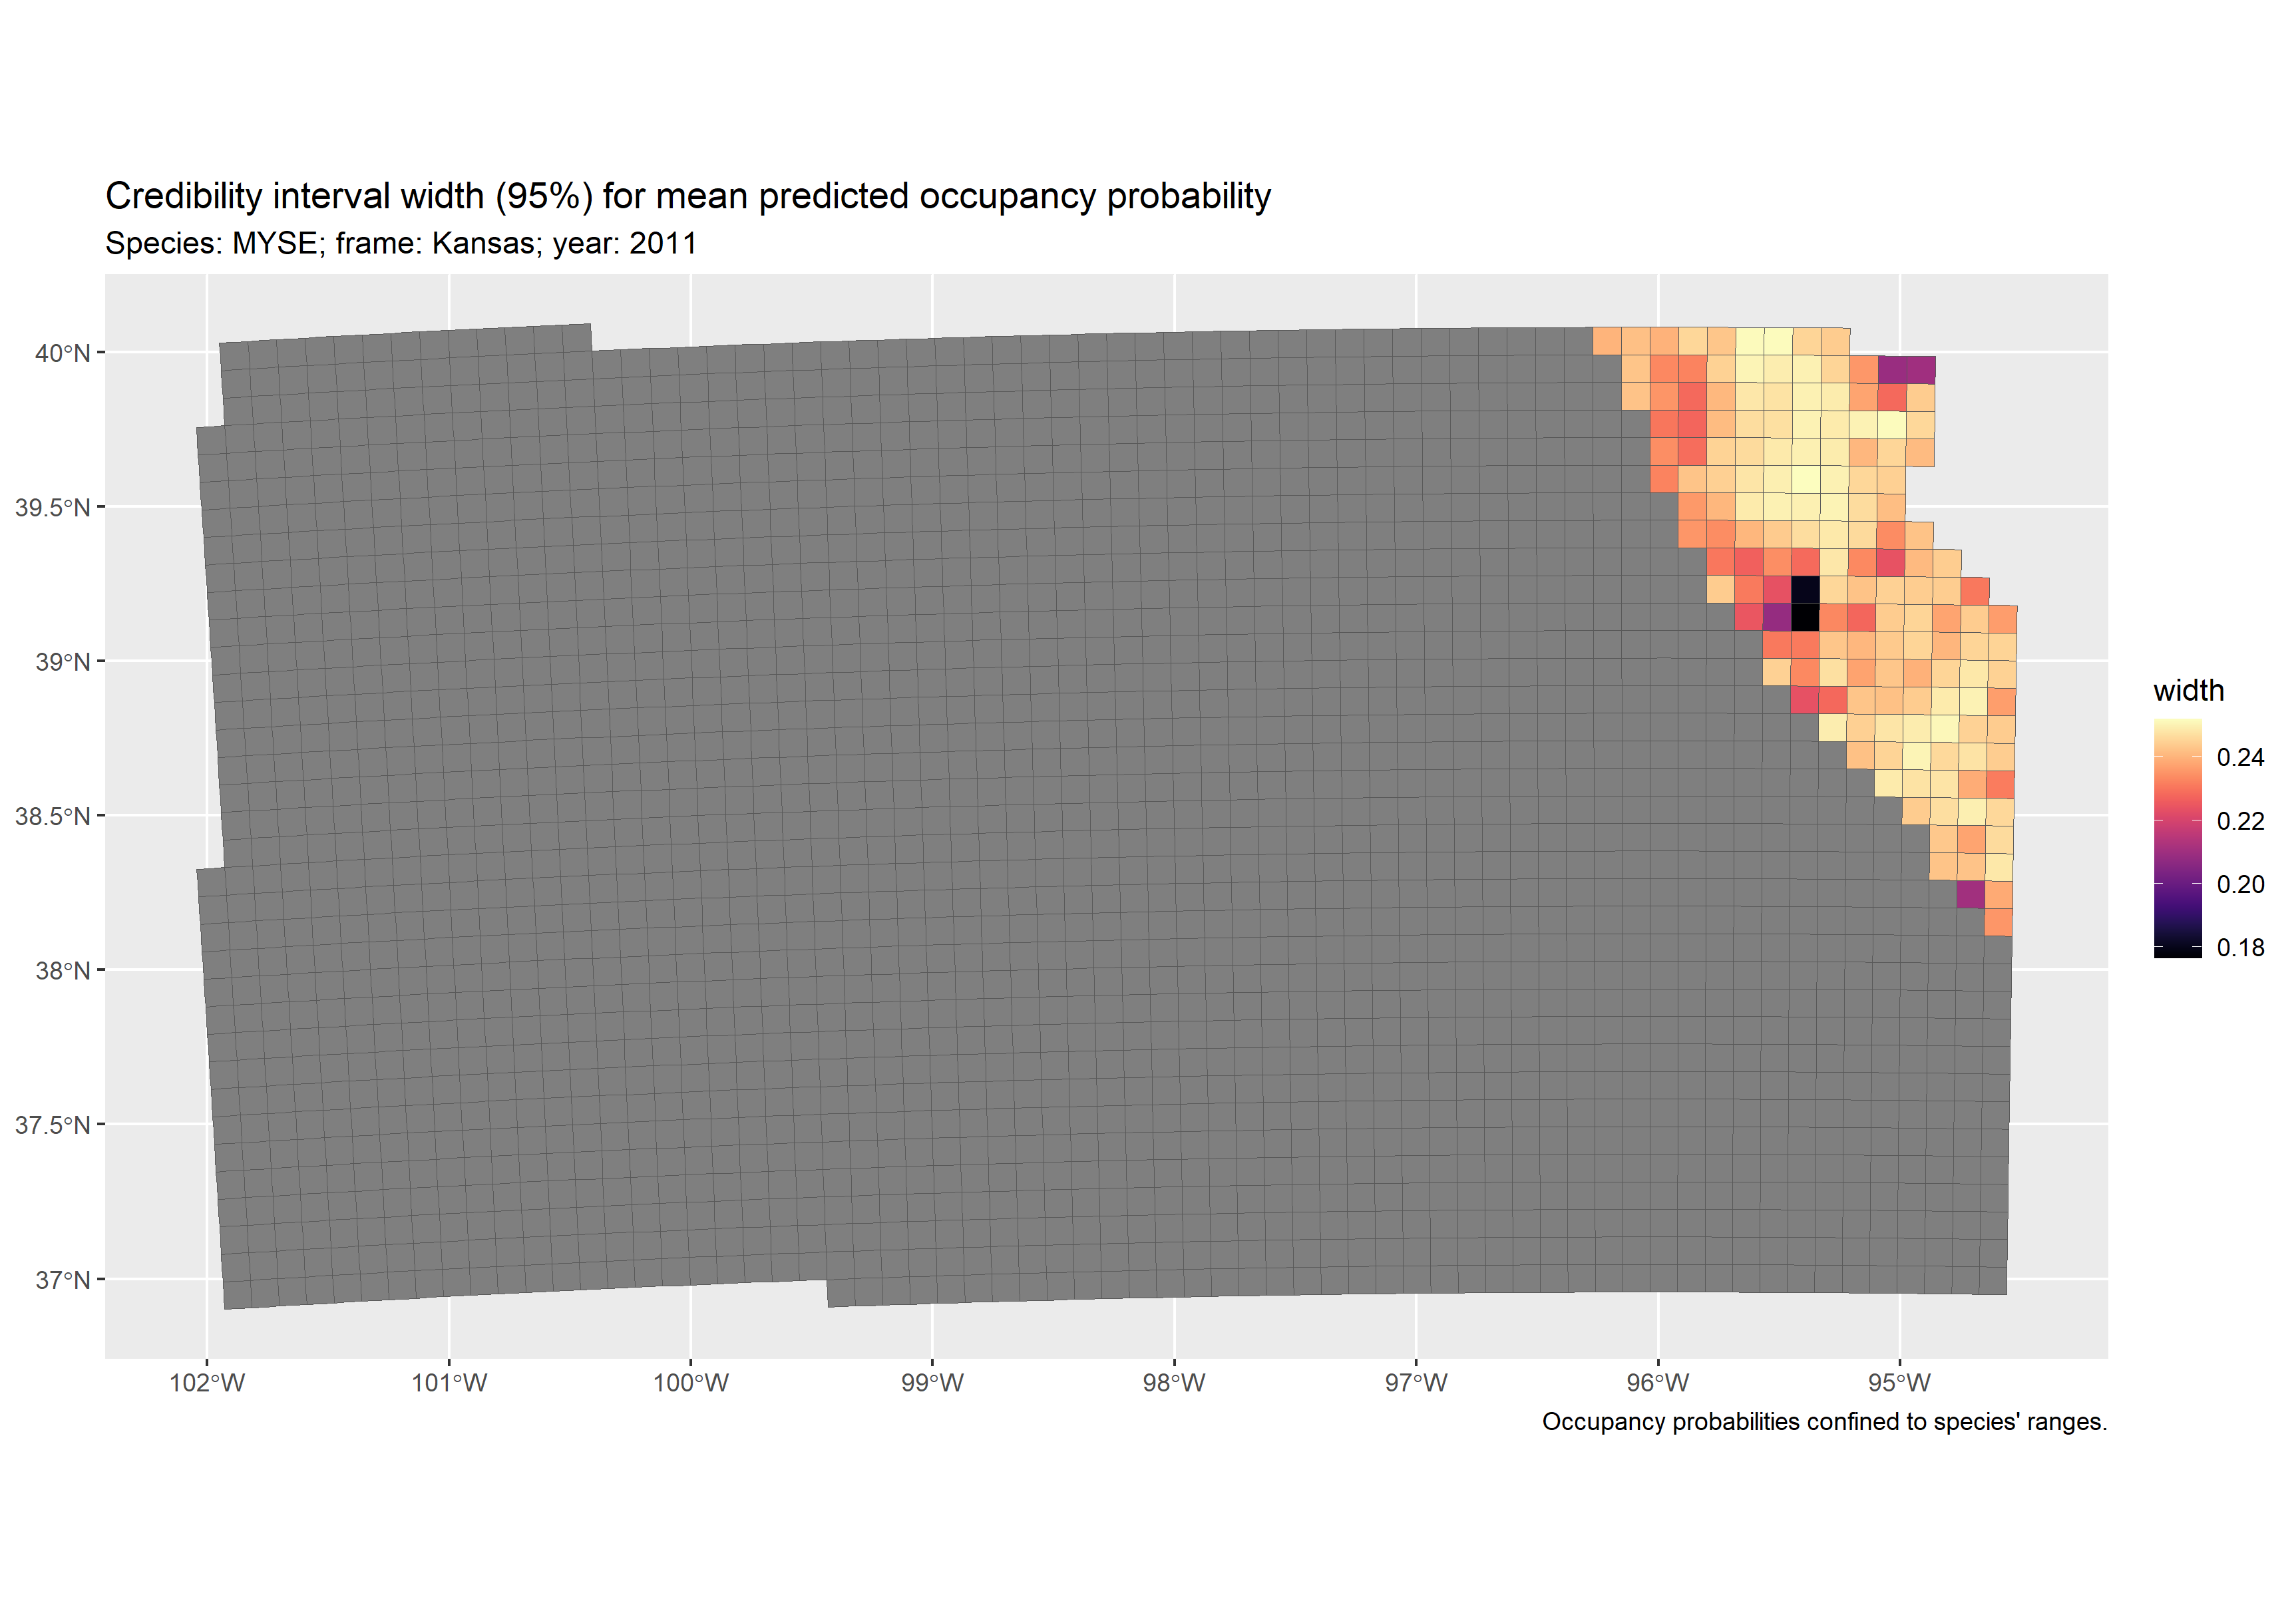 Credibility interval width (95%) for mean predicted occupancy probability
Species: MYSE; frame: Kansas; year: 2011
40°N
39.5°N
39°N
38.5°N
38°N
37.5°N
37°N
102°W
101°W
100°W
99°W
98°W
97°W
96°W
95°W
width
0.24
0.22
0.20
0.18
Occupancy probabilities confined to species' ranges.